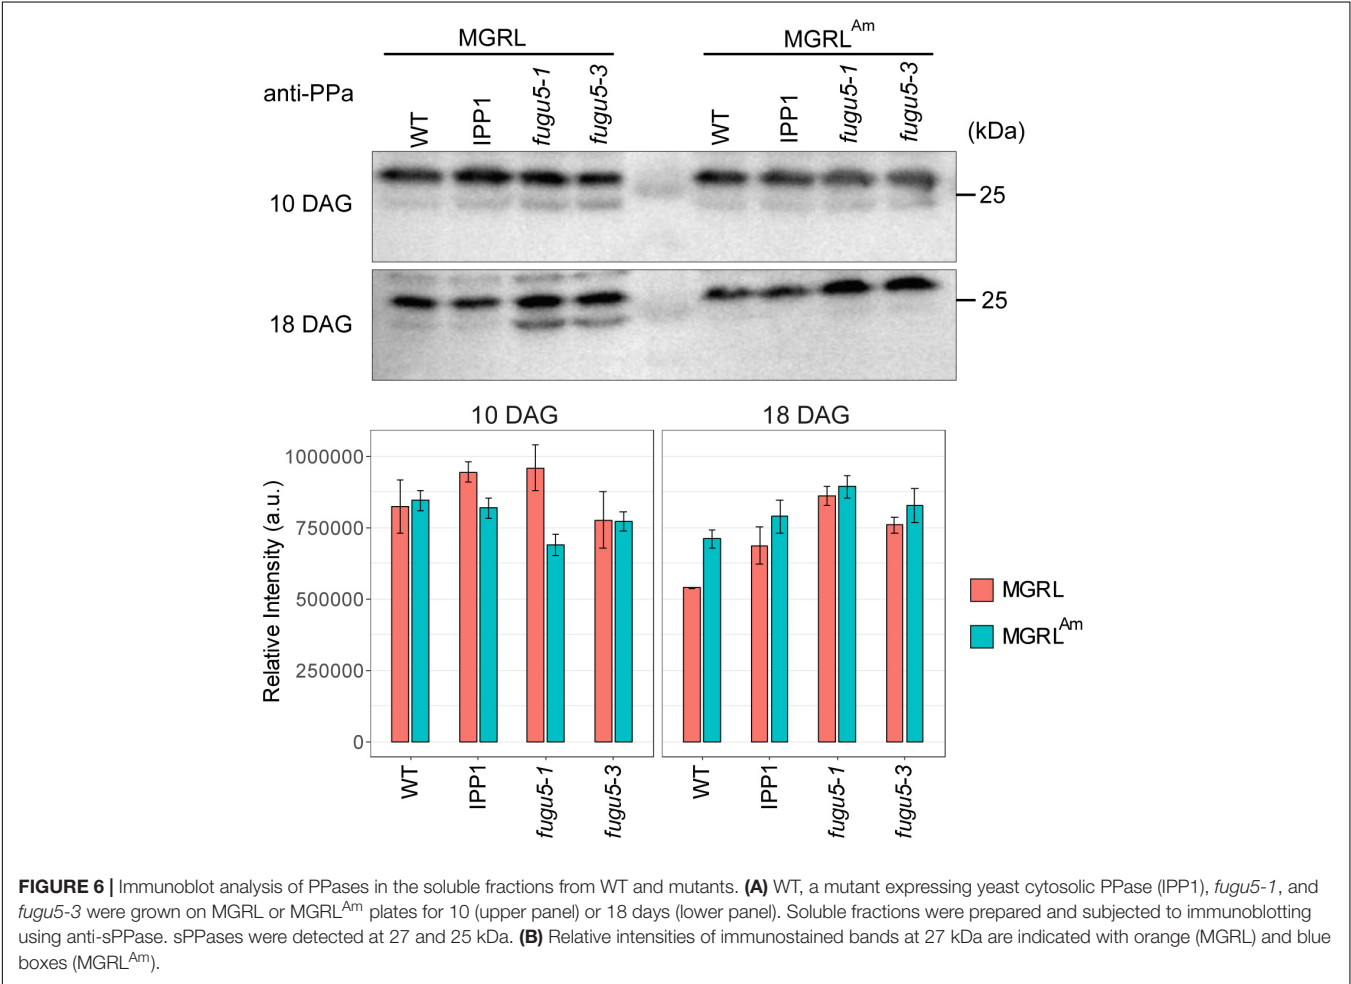 MGRL
MGRL^Am
anti-PPa
WT
IPP1
fugu5-1
fugu5-3
WT
IPP1
fugu5-1
fugu5-3
(kDa)
10 DAG
25
18 DAG
25
10 DAG
18 DAG
Relative Intensity (a.u.)
1000000
750000
500000
250000
0
WT
IPP1
fugu5-1
fugu5-3
WT
IPP1
fugu5-1
fugu5-3
MGRL
MGRL^Am
FIGURE 6 | Immunoblot analysis of PPases in the soluble fractions from WT and mutants. (A) WT, a mutant expressing yeast cytosolic PPase (IPP1), fugu5-1, and
fugu5-3 were grown on MGRL or MGRL^Am plates for 10 (upper panel) or 18 days (lower panel). Soluble fractions were prepared and subjected to immunoblotting
using anti-sPPase. sPPases were detected at 27 and 25 kDa. (B) Relative intensities of immunostained bands at 27 kDa are indicated with orange (MGRL) and blue
boxes (MGRL^Am).